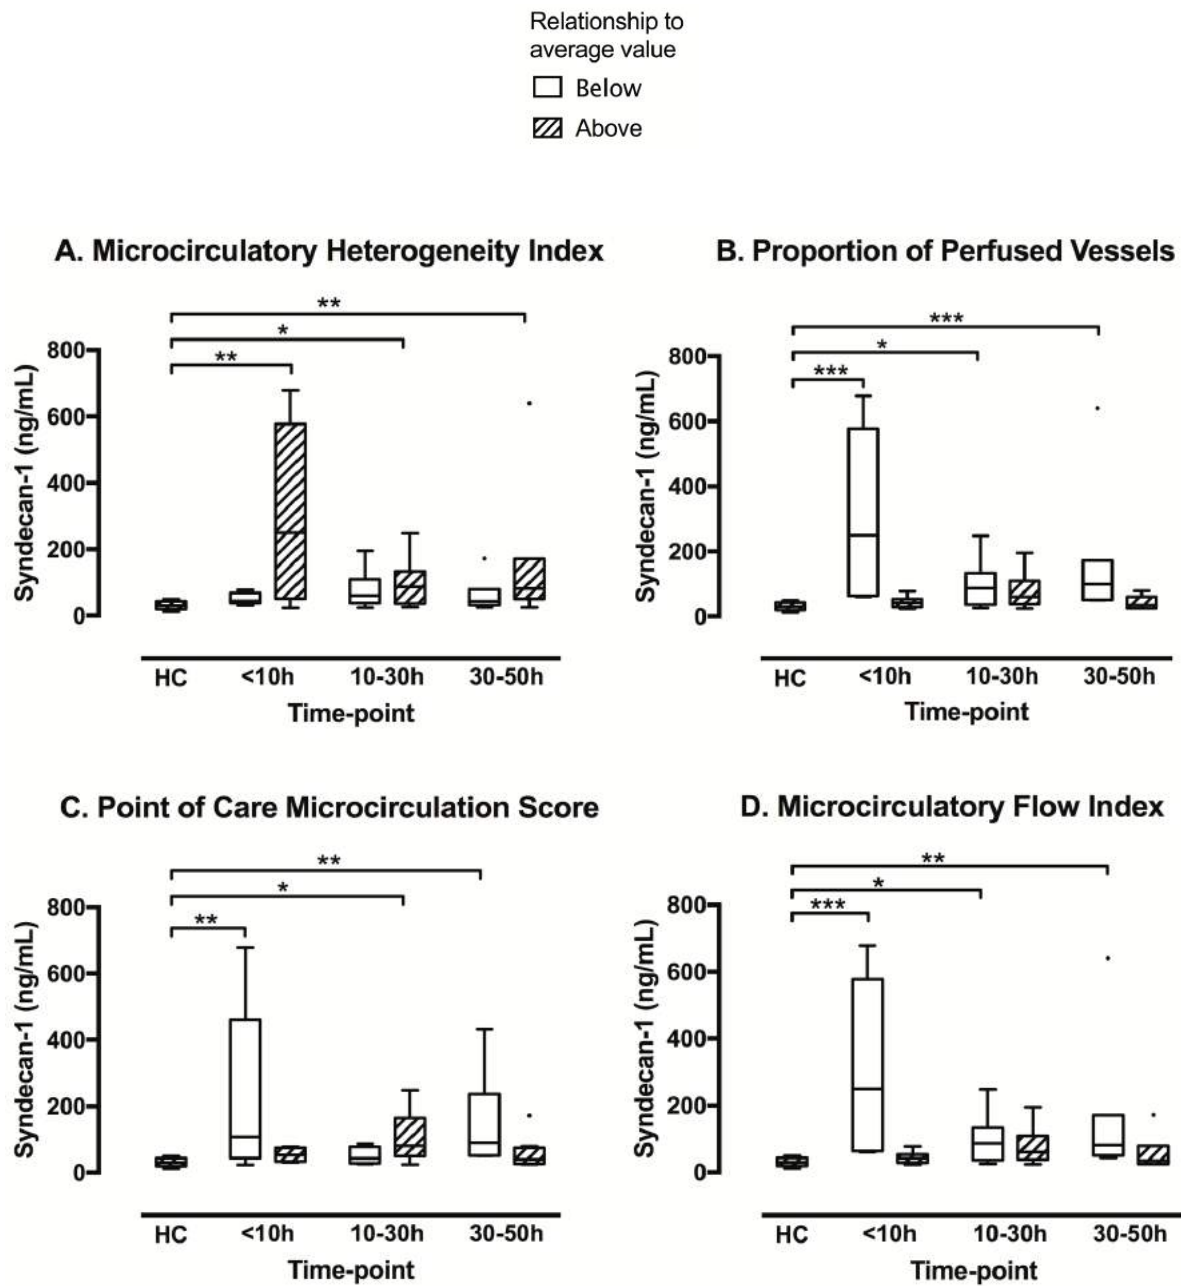 Relationship to
average value
Below
Above
A. Microcirculatory Heterogeneity Index
**
*
**
800
600
400
200
0
Syndecan-1 (ng/mL)
HC <10h 10-30h 30-50h
Time-point
B. Proportion of Perfused Vessels
***
*
***
800
600
400
200
0
Syndecan-1 (ng/mL)
HC <10h 10-30h 30-50h
Time-point
C. Point of Care Microcirculation Score
**
*
**
800
600
400
200
0
Syndecan-1 (ng/mL)
HC <10h 10-30h 30-50h
Time-point
D. Microcirculatory Flow Index
**
*
***
800
600
400
200
0
Syndecan-1 (ng/mL)
HC <10h 10-30h 30-50h
Time-point